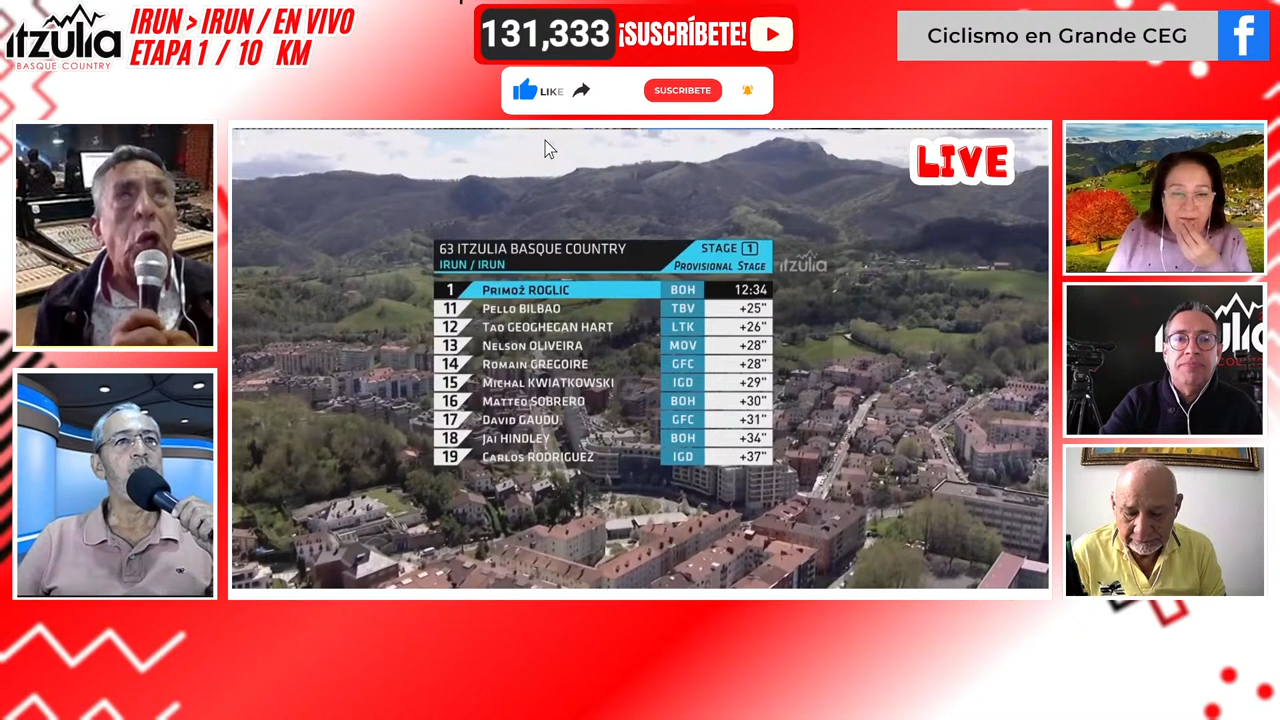 itzulia
BASQUE COUNTRY
IRUN > IRUN / EN VIVO
ETAPA 1 / 10 KM
131,333 ¡SUSCRÍBETE!
LIKE
SUSCRIBETE
Ciclismo en Grande CEG
LIVE
63 ITZULIA BASQUE COUNTRY STAGE 1
IRUN / IRUN PROVISIONAL STAGE
itzulia
1 PRIMOŽ ROGLIC BOH 12:34
11 PELLO BILBAO TBV +25"
12 TAO GEOGHEGAN HART LTK +26"
13 NELSON OLIVEIRA MOV +28"
14 ROMAIN GREGOIRE GFC +28"
15 MICHAL KWIATKOWSKI IGD +29"
16 MATTEO SOBRERO BOH +30"
17 DAVID GAUDU GFC +31"
18 JAI HINDLEY BOH +34"
19 CARLOS RODRIGUEZ IGD +37"